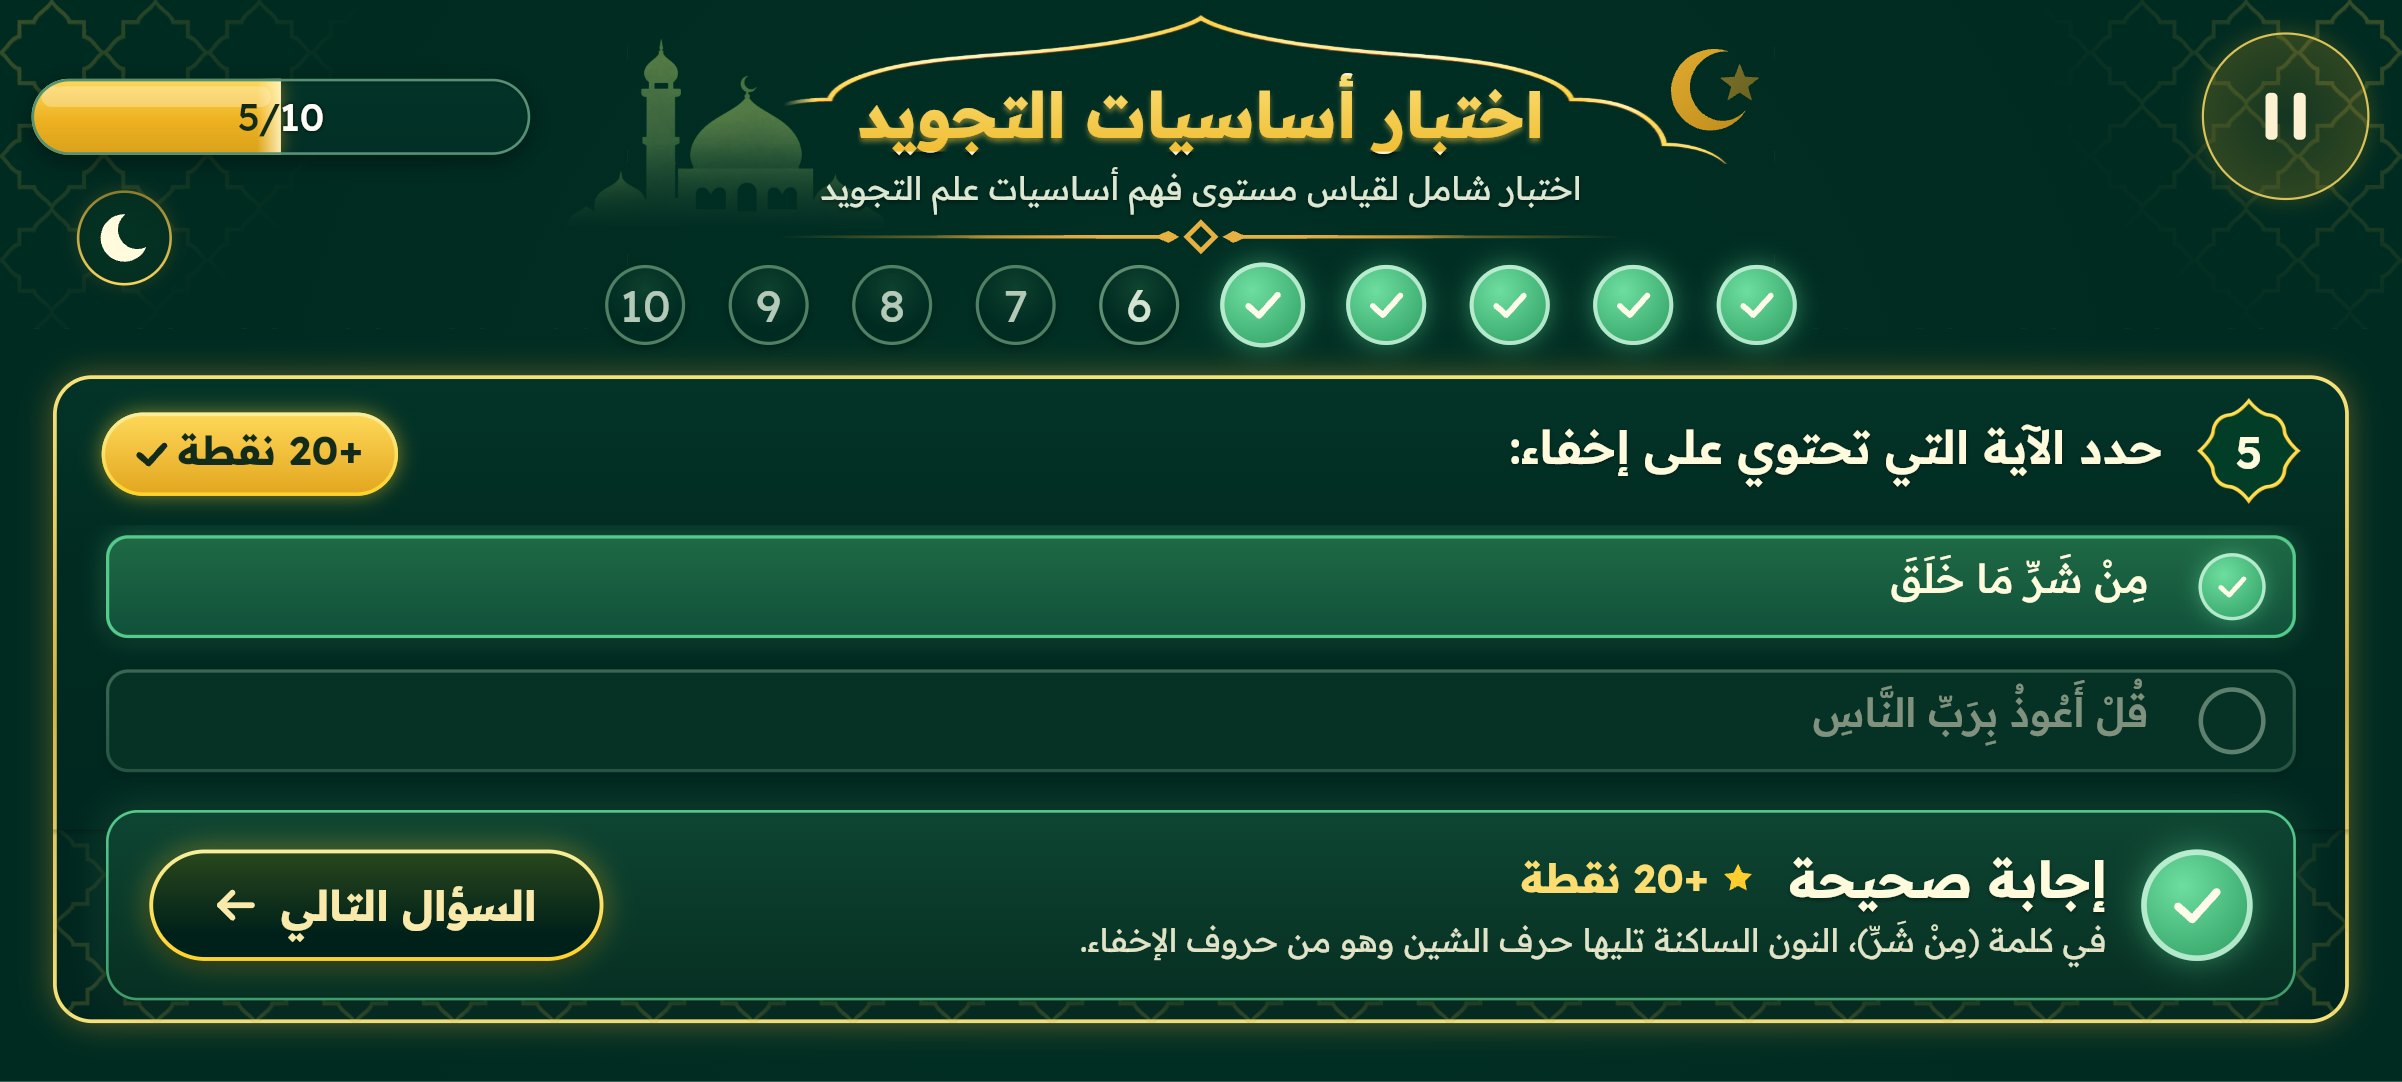 5/10
اختبار أساسيات التجويد
اختبار شامل لقياس مستوى فهم أساسيات علم التجويد
6 7 8 9 10
5
حدد الآية التي تحتوي على إخفاء:
+20 نقطة
مِنْ شَرِّ مَا خَلَقَ
قُلْ أَعُوذُ بِرَبِّ النَّاسِ
إجابة صحيحة +20 نقطة
في كلمة (مِنْ شَرِّ)، النون الساكنة تليها حرف الشين وهو من حروف الإخفاء.
السؤال التالي